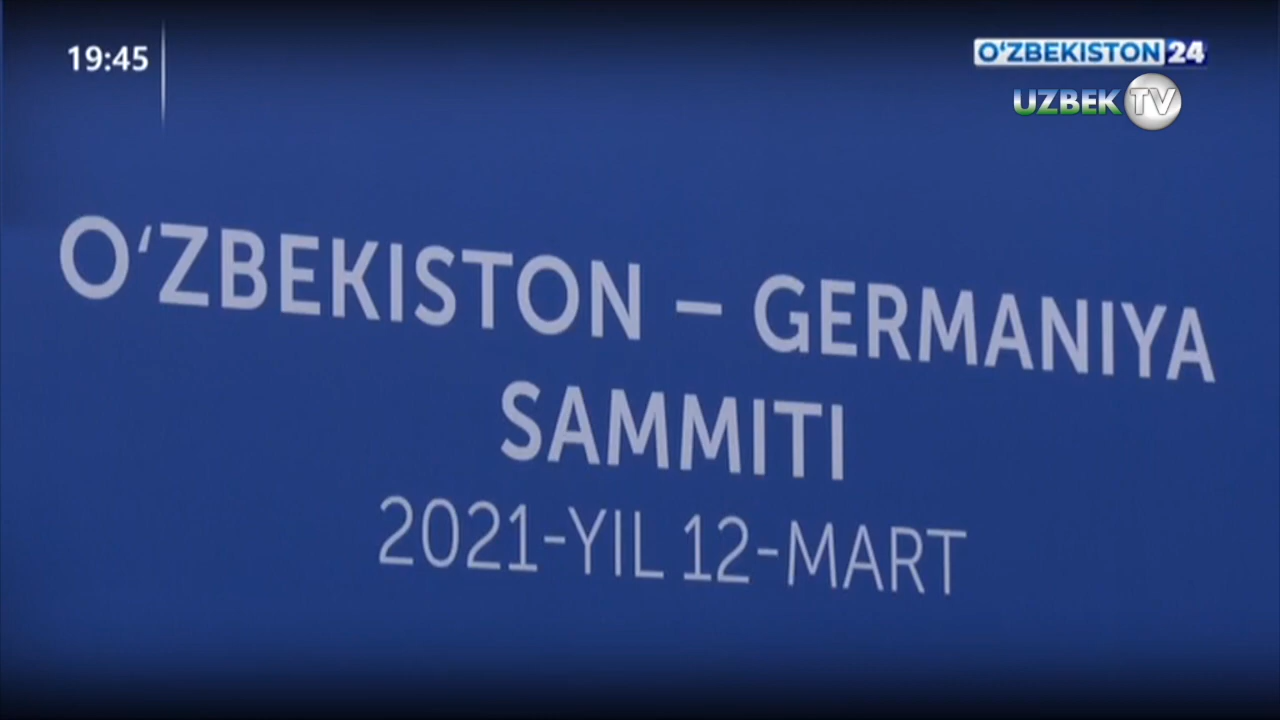 19:45
O‘ZBEKISTON 24
UZBEK TV
O‘ZBEKISTON – GERMANIYA
SAMMITI
2021-YIL 12-MART